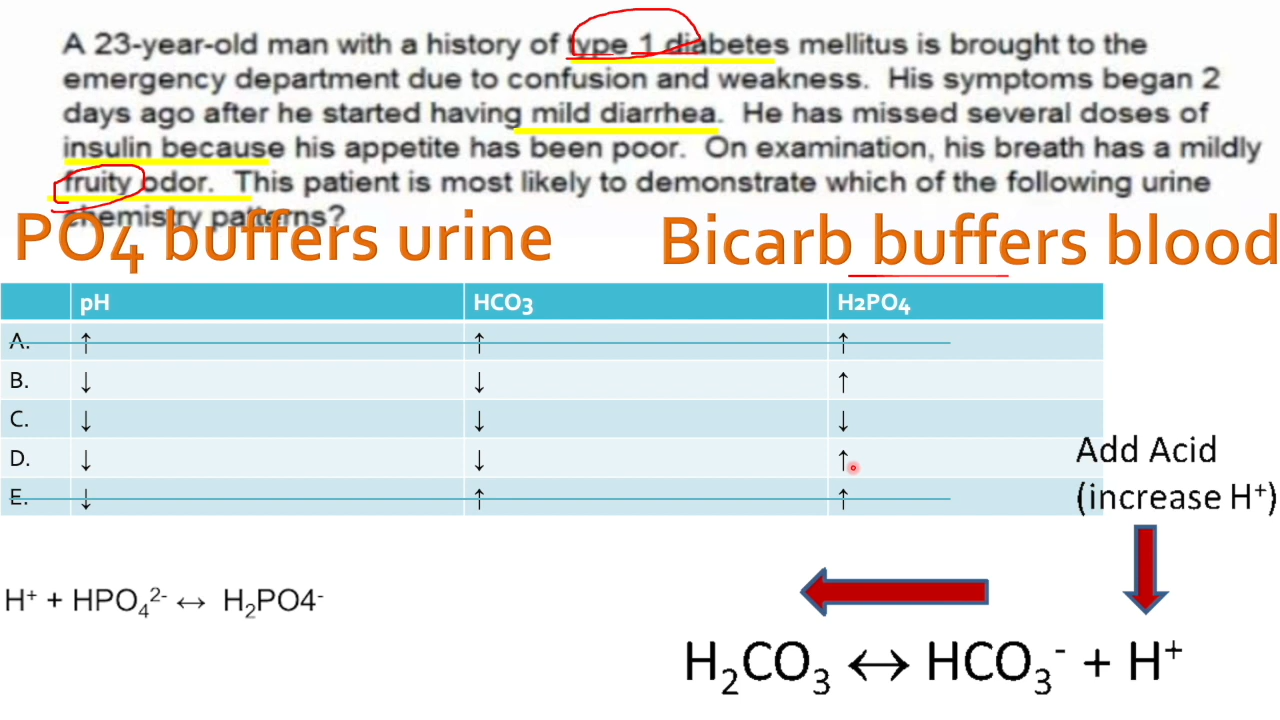 A 23-year-old man with a history of type 1 diabetes mellitus is brought to the
emergency department due to confusion and weakness. His symptoms began 2
days ago after he started having mild diarrhea. He has missed several doses of
insulin because his appetite has been poor. On examination, his breath has a mildly
fruity odor. This patient is most likely to demonstrate which of the following urine
chemistry patterns?
PO4 buffers urine Bicarb buffers blood
pH HCO3 H2PO4
A. ↑ ↑ ↑
B. ↓ ↓ ↑
C. ↓ ↓ ↓
D. ↓ ↓ ↑
E. ↓ ↑ ↑
Add Acid
(increase H⁺)
H⁺ + HPO₄²⁻ ↔ H₂PO4⁻
H₂CO₃ ↔ HCO₃⁻ + H⁺